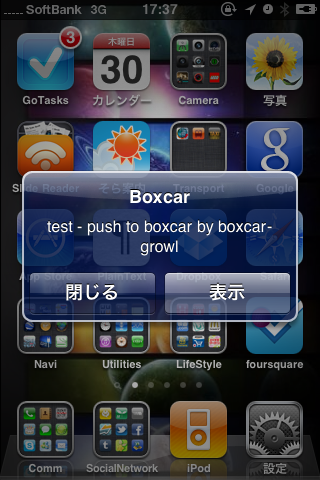 SoftBank 3G 17:37
3
木曜日
30
GoTasks カレンダー Camera 写真
Slide Reader そら案内 Transport Google
Boxcar
test - push to boxcar by boxcar-
growl
閉じる 表示
App Store PlainText Dropbox Safari
Navi Utilities LifeStyle foursquare
Comm SocialNetwork iPod 設定